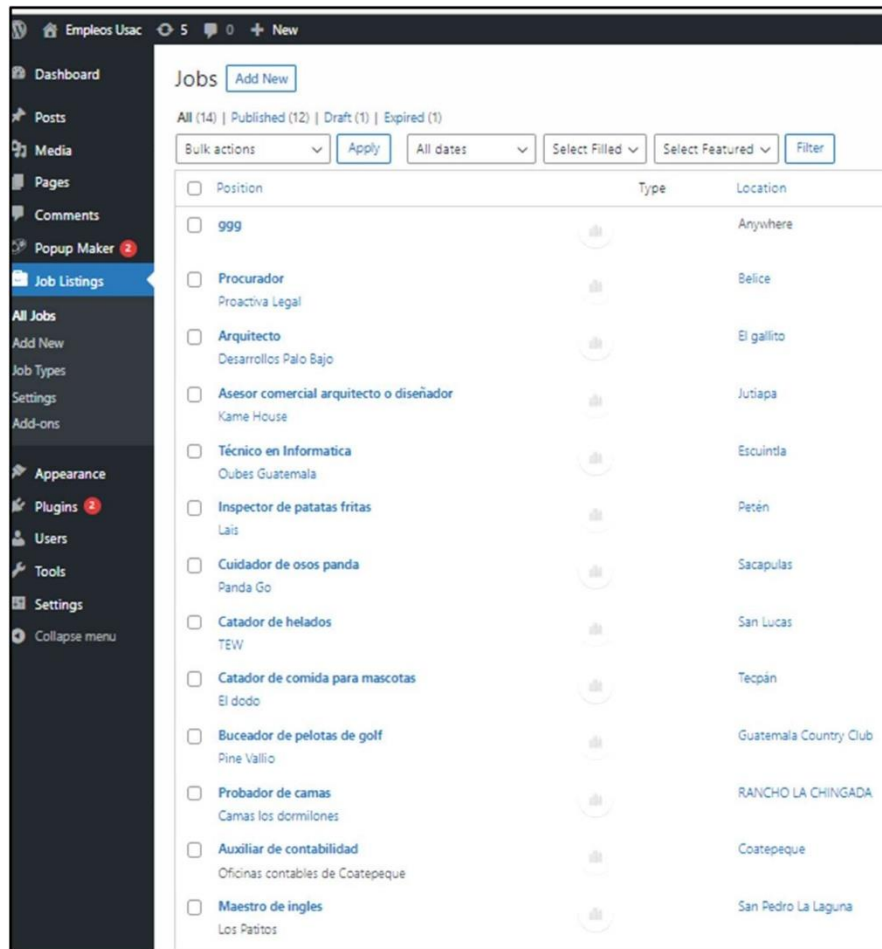 Empleos Usac 5 0 + New
Dashboard
Posts
Media
Pages
Comments
Popup Maker 2
Job Listings
All Jobs
Add New
Job Types
Settings
Add-ons
Appearance
Plugins 2
Users
Tools
Settings
Collapse menu
Jobs Add New
All (14) | Published (12) | Draft (1) | Expired (1)
Bulk actions Apply All dates Select Filled Select Featured Filter
Position Type Location
ggg Anywhere
Procurador Belice
Proactiva Legal
Arquitecto El gallito
Desarrollos Palo Bajo
Asesor comercial arquitecto o diseñador Jutiapa
Kame House
Técnico en Informatica Escuintla
Oubes Guatemala
Inspector de patatas fritas Petén
Lais
Cuidador de osos panda Sacapulas
Panda Go
Catador de helados San Lucas
TEW
Catador de comida para mascotas Tecpán
El dodo
Buceador de pelotas de golf Guatemala Country Club
Pine Vallio
Probador de camas RANCHO LA CHINGADA
Camas los dormilones
Auxiliar de contabilidad Coatepeque
Oficinas contables de Coatepeque
Maestro de ingles San Pedro La Laguna
Los Patitos